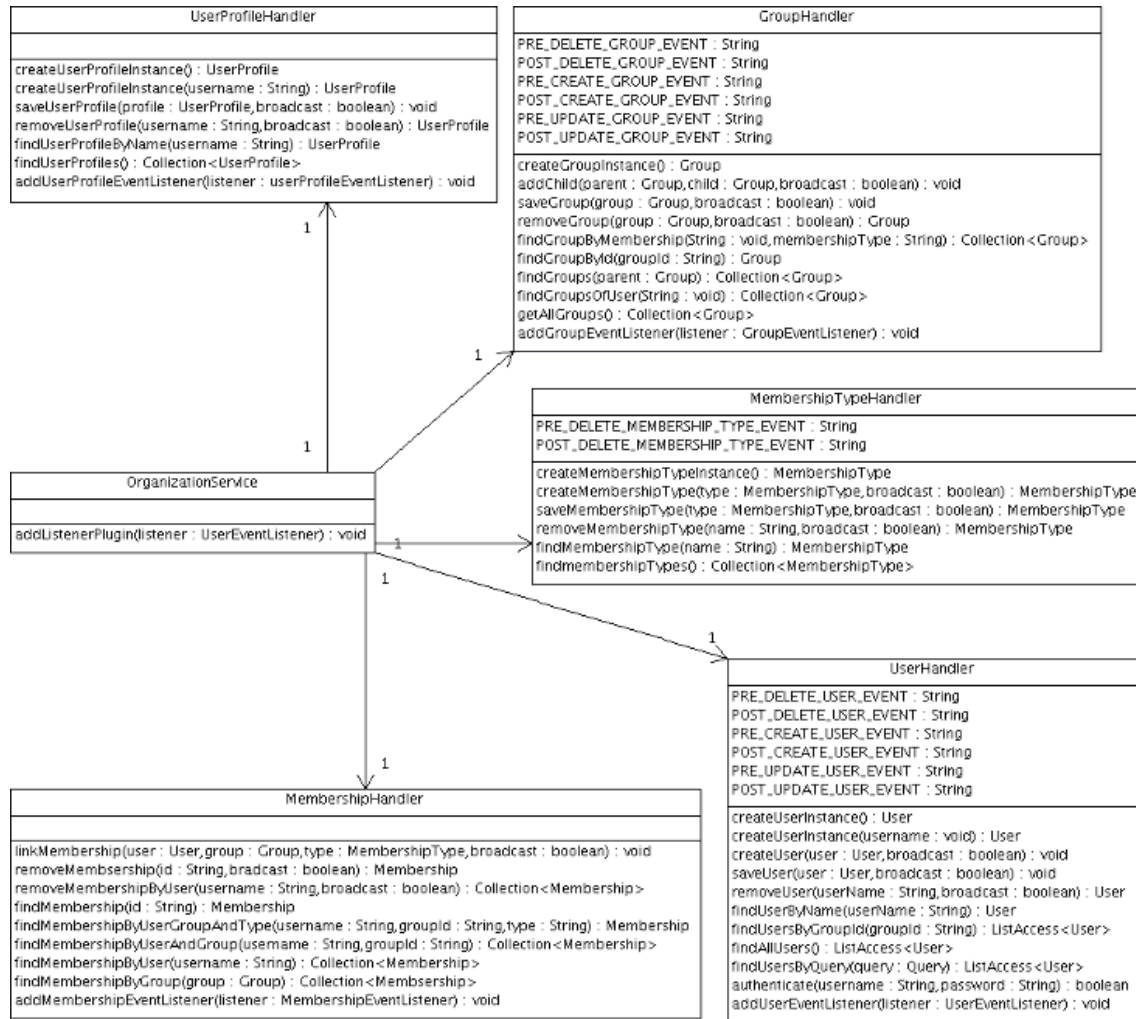 UserProfileHandler
createUserProfileInstance() : UserProfile
createUserProfileInstance(username : String) : UserProfile
saveUserProfile(profile : UserProfile,broadcast : boolean) : void
removeUserProfile(username : String,broadcast : boolean) : UserProfile
findUserProfileByName(username : String) : UserProfile
findUserProfiles() : Collection<UserProfile>
addUserProfileEventListener(listener : userProfileEventListener) : void
GroupHandler
PRE_DELETE_GROUP_EVENT : String
POST_DELETE_GROUP_EVENT : String
PRE_CREATE_GROUP_EVENT : String
POST_CREATE_GROUP_EVENT : String
PRE_UPDATE_GROUP_EVENT : String
POST_UPDATE_GROUP_EVENT : String
createGroupInstance() : Group
addChild(parent : Group,child : Group,broadcast : boolean) : void
saveGroup(group : Group,broadcast : boolean) : void
removeGroup(group : Group,broadcast : boolean) : Group
findGroupByMembership(String : void,membershipType : String) : Collection<Group>
findGroupById(groupId : String) : Group
findGroups(parent : Group) : Collection<Group>
findGroupsOfUser(String : void) : Collection<Group>
getAllGroups() : Collection<Group>
addGroupEventListener(listener : GroupEventListener) : void
1
1
1
MembershipTypeHandler
PRE_DELETE_MEMBERSHIP_TYPE_EVENT : String
POST_DELETE_MEMBERSHIP_TYPE_EVENT : String
createMembershipTypeInstance() : MembershipType
createMembershipType(type : MembershipType,broadcast : boolean) : MembershipType
saveMembershipType(type : MembershipType,broadcast : boolean) : MembershipType
removeMembershipType(name : String,broadcast : boolean) : MembershipType
findMembershipType(name : String) : MembershipType
findmembershipTypes() : Collection<MembershipType>
OrganizationService
addListenerPlugin(listener : UserEventListener) : void
1
1
1
1
UserHandler
PRE_DELETE_USER_EVENT : String
POST_DELETE_USER_EVENT : String
PRE_CREATE_USER_EVENT : String
POST_CREATE_USER_EVENT : String
PRE_UPDATE_USER_EVENT : String
POST_UPDATE_USER_EVENT : String
createUserInstance() : User
createUserInstance(username : void) : User
createUser(user : User,broadcast : boolean) : void
saveUser(user : User,broadcast : boolean) : void
removeUser(userName : String,broadcast : boolean) : User
findUserByName(userName : String) : User
findUsersByGroupId(groupId : String) : ListAccess<User>
findAllUsers() : ListAccess<User>
findUsersByQuery(query : Query) : ListAccess<User>
authenticate(username : String,password : String) : boolean
addUserEventListener(listener : UserEventListener) : void
MembershipHandler
linkMembership(user : User,group : Group,type : MembershipType,broadcast : boolean) : void
removeMembsership(id : String,bradcast : boolean) : Membership
removeMembershipByUser(username : String,broadcast : boolean) : Collection<Membership>
findMembership(id : String) : Membership
findMembershipByUserGroupAndType(username : String,groupId : String,type : String) : Membership
findMembershipByUserAndGroup(username : String,groupId : String) : Collection<Membership>
findMembershipByUser(username : String) : Collection<Membership>
findMembershipByGroup(group : Group) : Collection<Membsership>
addMembershipEventListener(listener : MembershipEventListener) : void